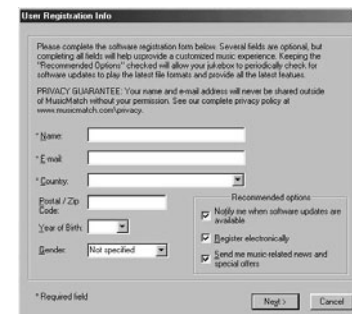 User Registration Info
Please complete the software registration form below. Several fields are optional, but
completing all fields will help usprovide a customized music experience. Keeping the
"Recommended Options" checked will allow your jukebox to periodically check for
software updates to play the latest file formats and provide all the latest features.
PRIVACY GUARANTEE: Your name and e-mail address will never be shared outside
of MusicMatch without your permission. See our complete privacy policy at
www.musicmatch.com\privacy.
* Name:
* E-mail:
* Country:
Postal / Zip
Code:
Year of Birth:
Gender:
Not specified
Recommended options
Notify me when software updates are
available
Register electronically
Send me music-related news and
special offers
* Required field
Next >
Cancel